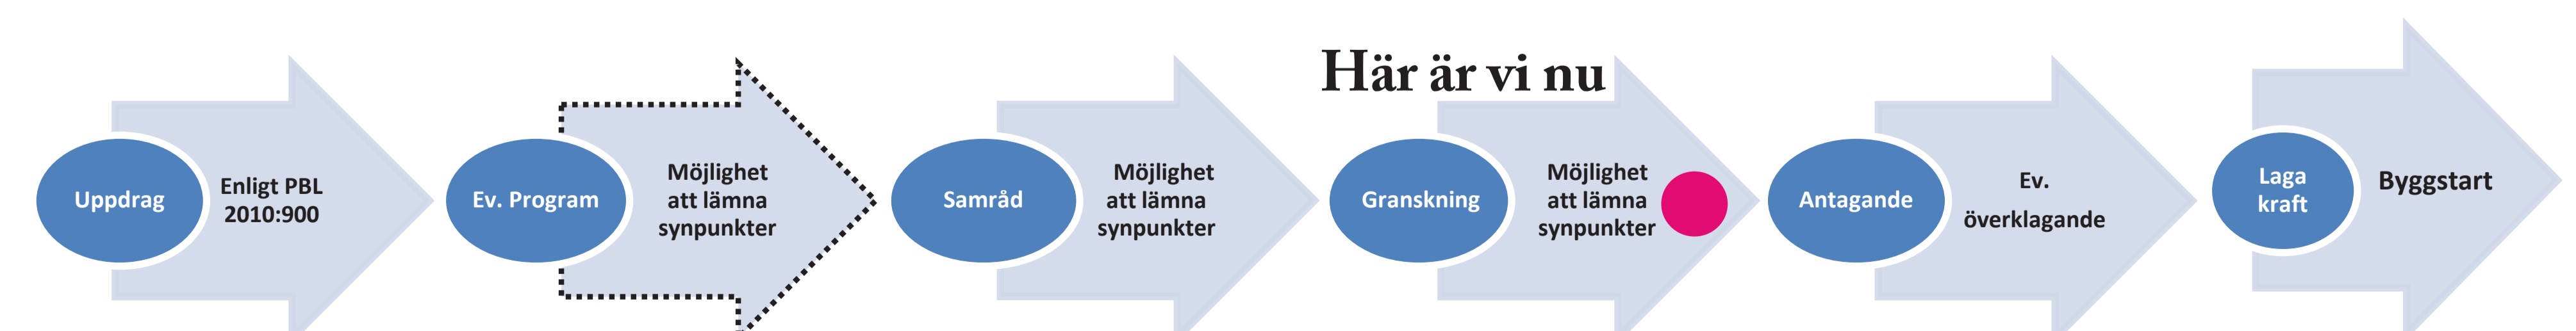 Här är vi nu
Uppdrag
Enligt PBL
2010:900
Ev. Program
Möjlighet
att lämna
synpunkter
Samråd
Möjlighet
att lämna
synpunkter
Granskning
Möjlighet
att lämna
synpunkter
Antagande
Ev.
överklagande
Laga
kraft
Byggstart